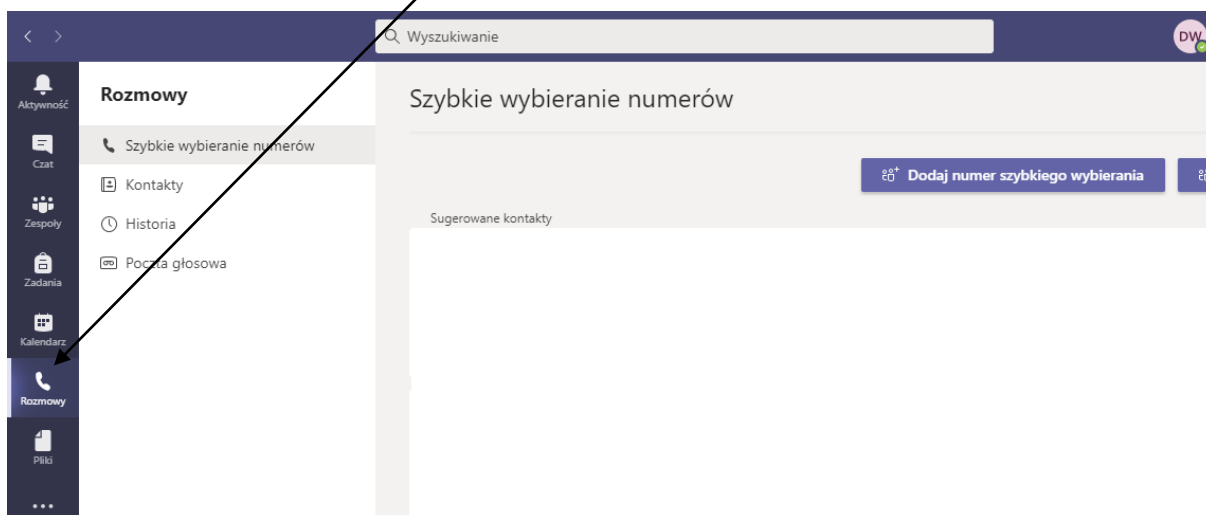 Wyszukiwanie
DW
Aktywność
Czat
Zespoły
Zadania
Kalendarz
Rozmowy
Pliki
Rozmowy
Szybkie wybieranie numerów
Kontakty
Historia
Poczta głosowa
Szybkie wybieranie numerów
Dodaj numer szybkiego wybierania
Sugerowane kontakty